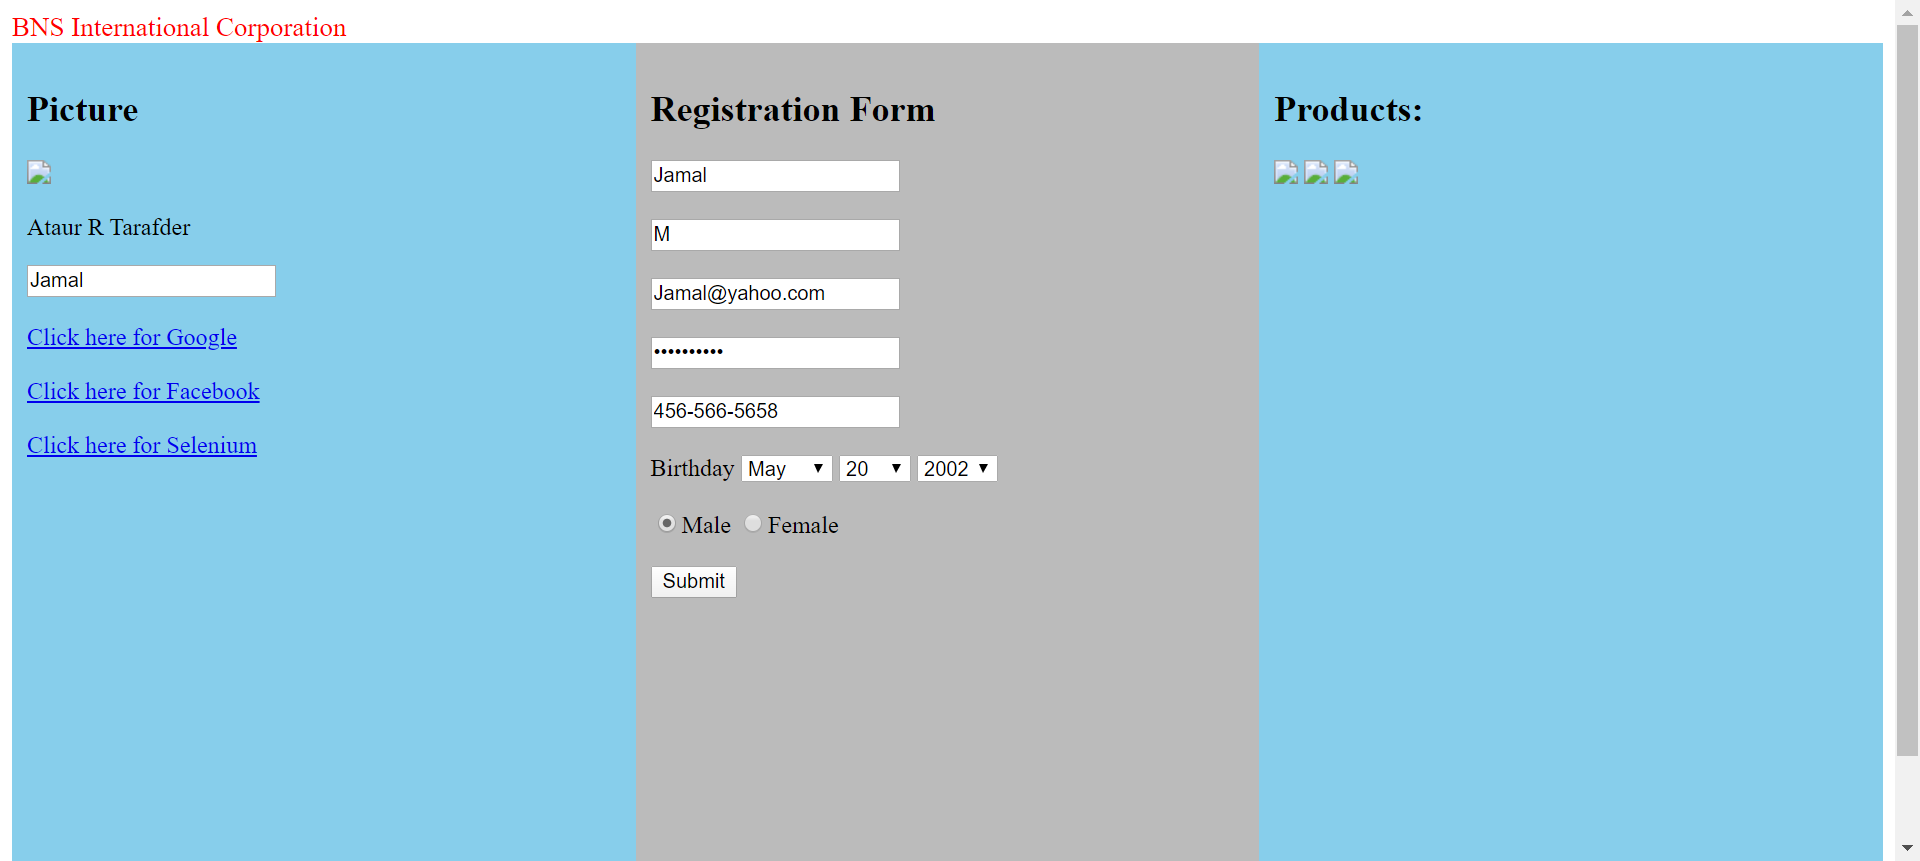 BNS International Corporation
Picture
Ataur R Tarafder
Jamal
Click here for Google
Click here for Facebook
Click here for Selenium
Registration Form
Jamal
M
Jamal@yahoo.com
••••••••••
456-566-5658
Birthday May 20 2002
Male Female
Submit
Products: